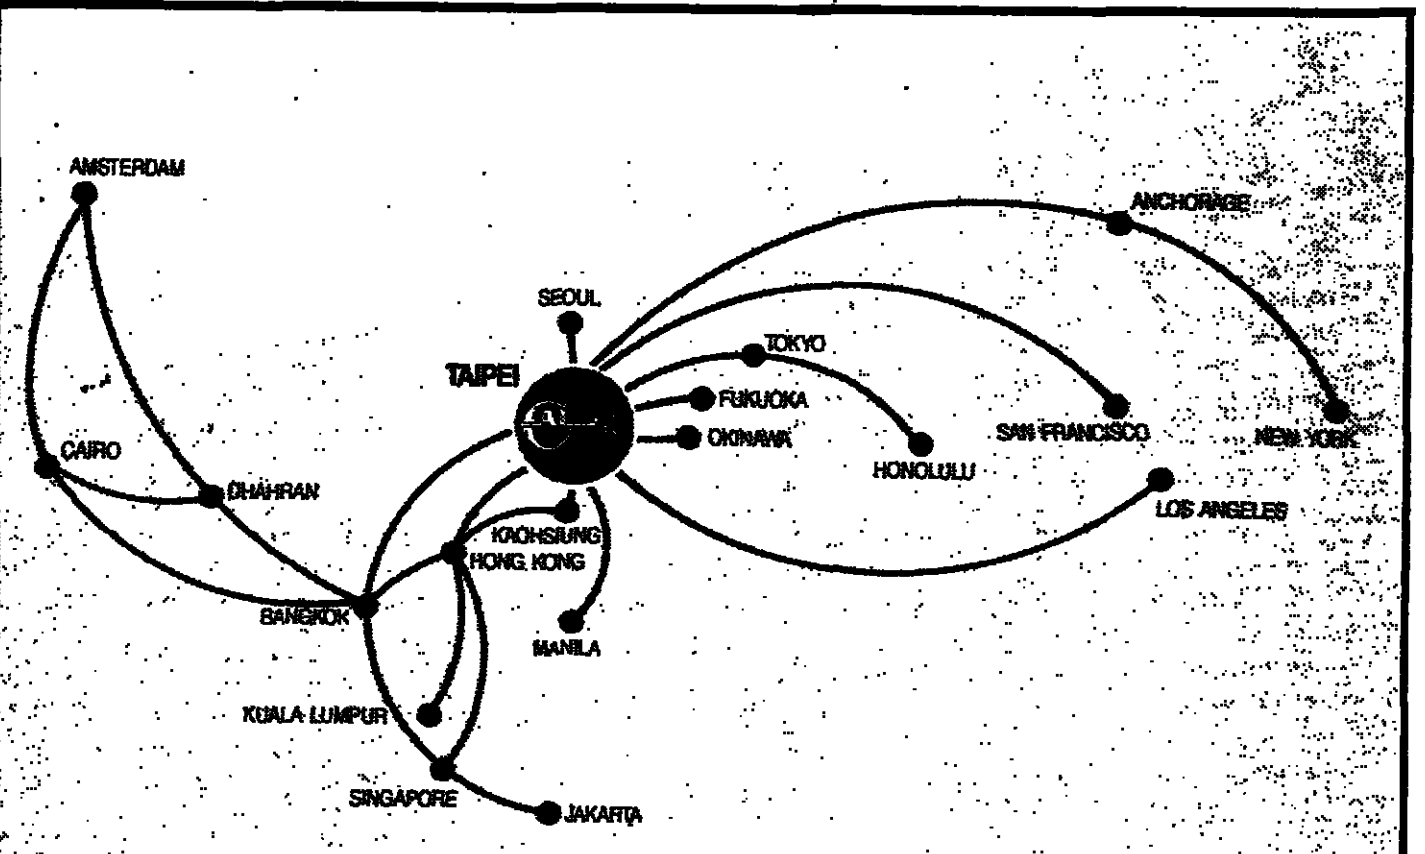 AMSTERDAM
ANCHORAGE
SEOUL
TOKYO
TAIPEI
FUKUOKA
OKINAWA
SAN FRANCISCO
NEW YORK
CAIRO
HONOLULU
DHAHRAN
LOS ANGELES
KAOHSIUNG
HONG KONG
BANGKOK
MANILA
KUALA LUMPUR
SINGAPORE
JAKARTA